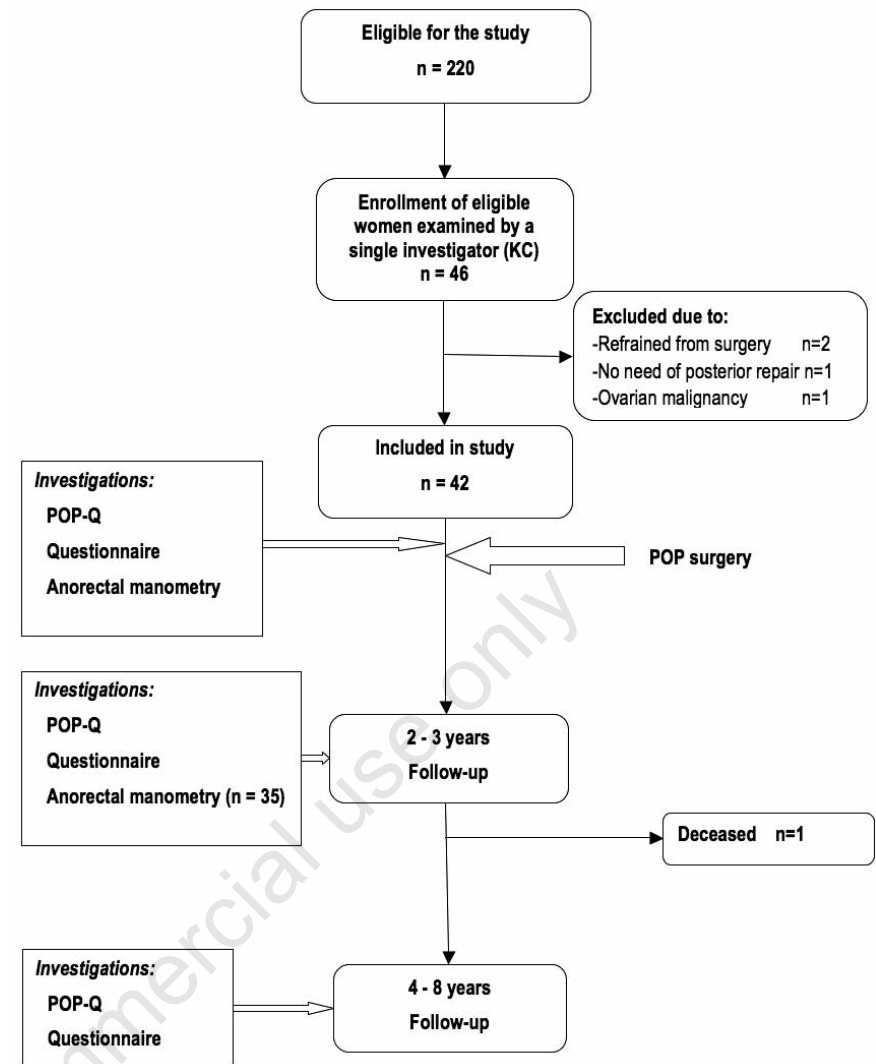 Eligible for the study
n = 220
Enrollment of eligible
women examined by a
single investigator (KC)
n = 46
Excluded due to:
-Refrained from surgery n=2
-No need of posterior repair n=1
-Ovarian malignancy n=1
Included in study
n = 42
Investigations:
POP-Q
Questionnaire
Anorectal manometry
POP surgery
Investigations:
POP-Q
Questionnaire
Anorectal manometry (n = 35)
2 - 3 years
Follow-up
Deceased n=1
Investigations:
POP-Q
Questionnaire
4 - 8 years
Follow-up
mmercial use only